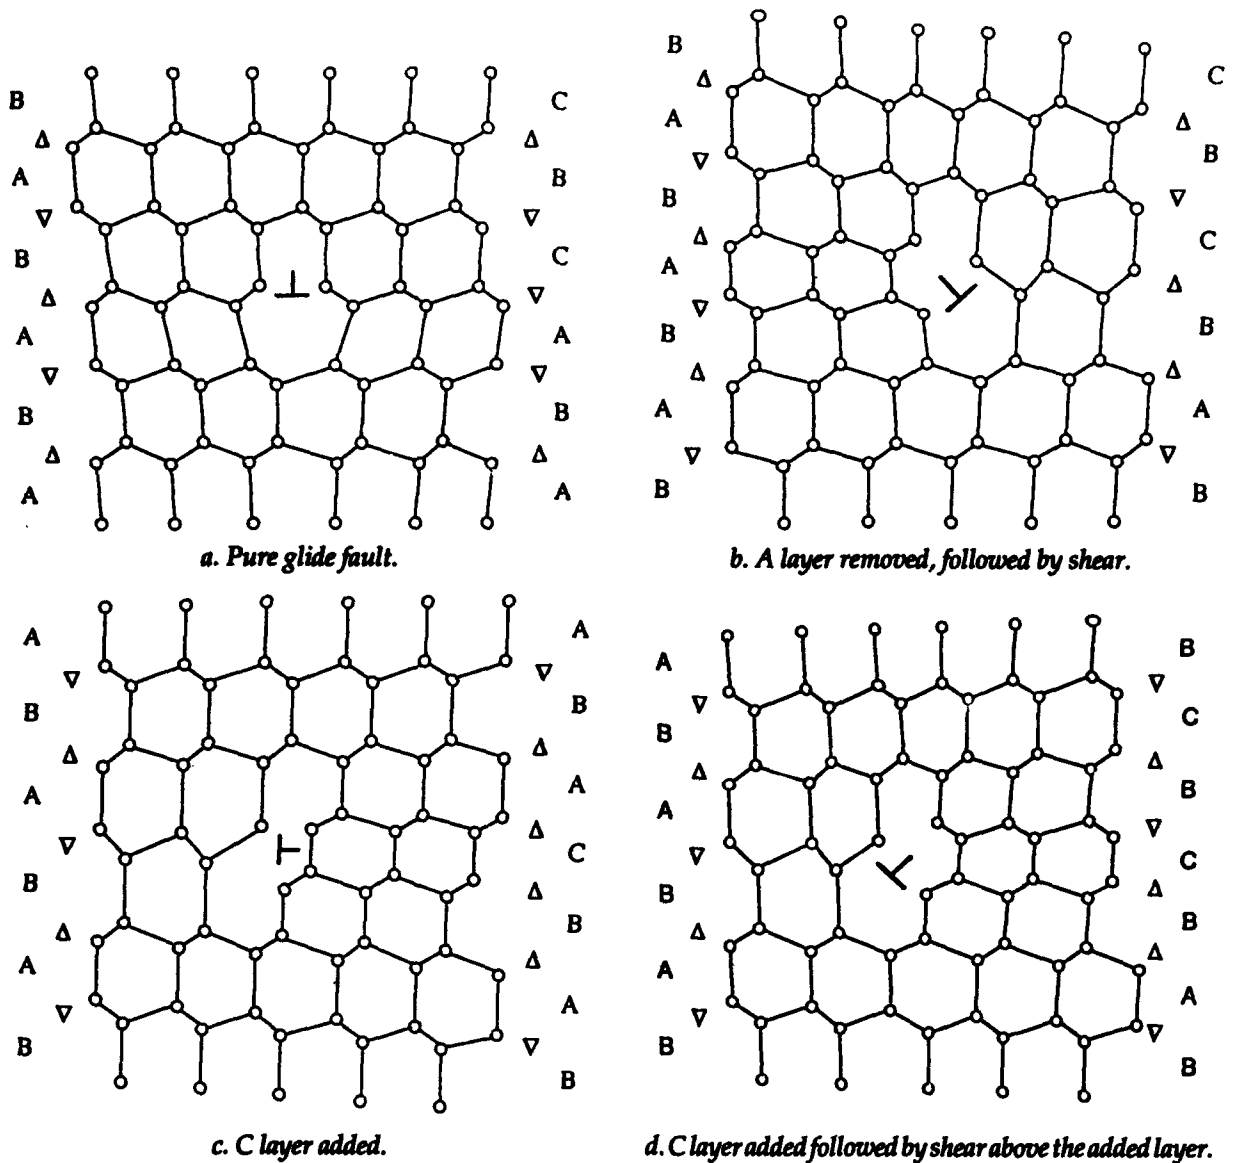 B
Δ
A
∇
B
Δ
A
∇
B
Δ
A
C
Δ
B
∇
C
∇
A
∇
B
Δ
A
a. Pure glide fault.
B
Δ
A
∇
B
Δ
A
∇
B
Δ
A
∇
B
C
Δ
B
∇
C
Δ
B
Δ
A
∇
B
b. A layer removed, followed by shear.
A
∇
B
Δ
A
∇
B
Δ
A
∇
B
A
∇
B
Δ
A
Δ
C
Δ
B
Δ
A
∇
B
c. C layer added.
A
∇
B
Δ
A
∇
B
Δ
A
∇
B
B
∇
C
Δ
B
∇
C
Δ
B
Δ
A
∇
B
d. C layer added followed by shear above the added layer.